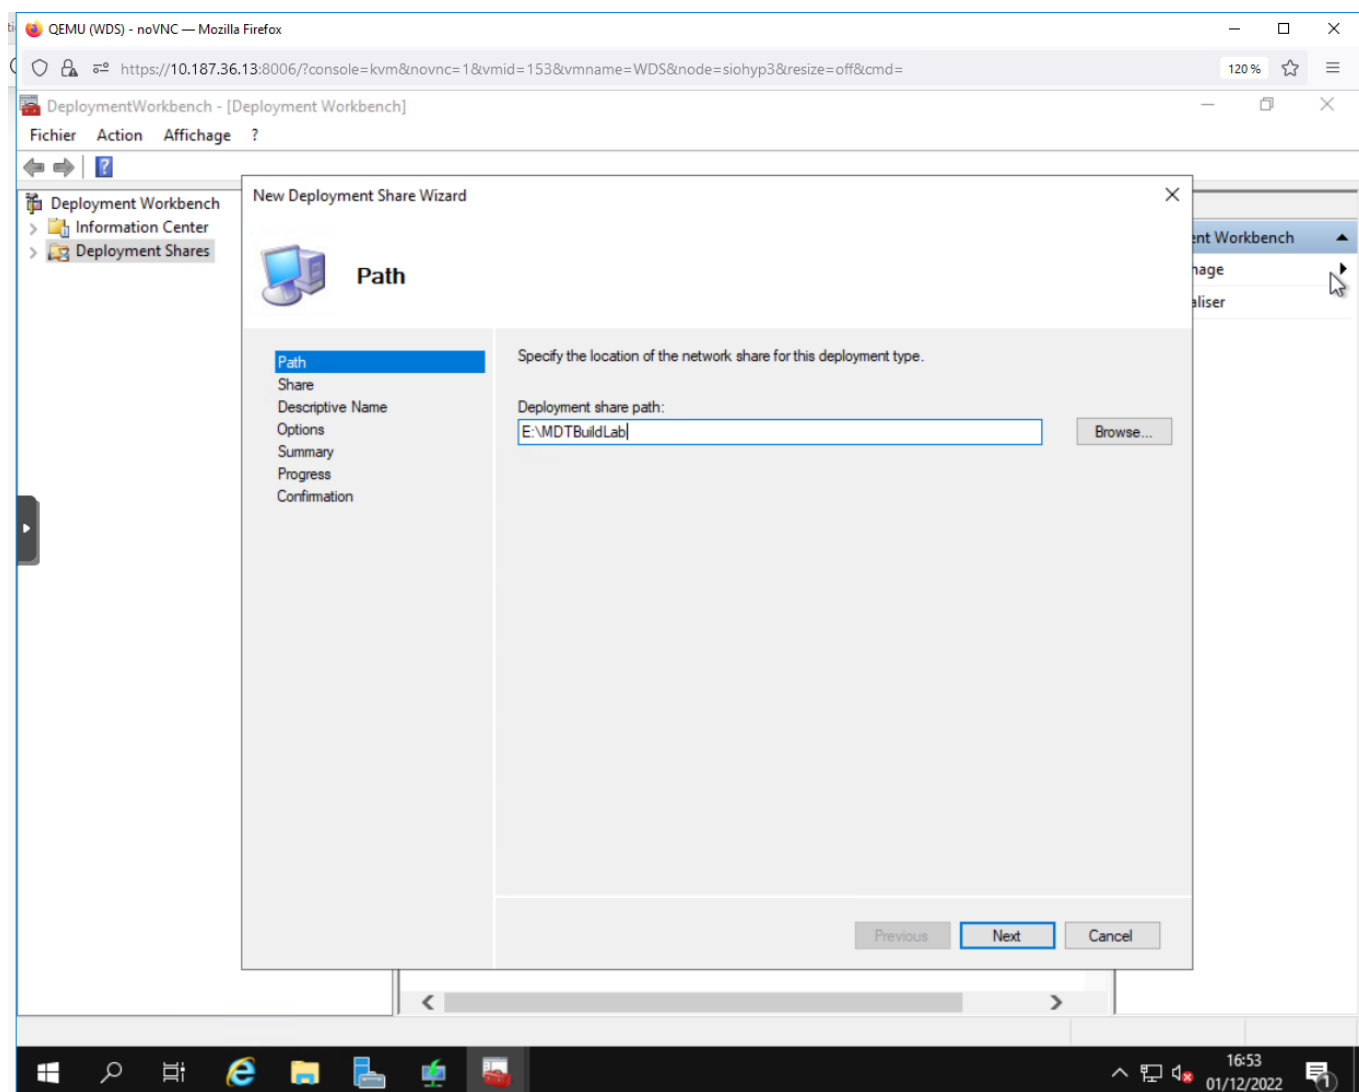 QEMU (WDS) - noVNC — Mozilla Firefox
https://10.187.36.13:8006/?console=kvm&novnc=1&vmid=153&vmname=WDS&node=siohyp3&resize=off&cmd=
120 %
DeploymentWorkbench - [Deployment Workbench]
Fichier Action Affichage ?
Deployment Workbench
Information Center
Deployment Shares
New Deployment Share Wizard
Path
Path
Share
Descriptive Name
Options
Summary
Progress
Confirmation
Specify the location of the network share for this deployment type.
Deployment share path:
E:\MDTBuildLab
Browse...
Previous Next Cancel
ent Workbench
hage
aliser
16:53
01/12/2022